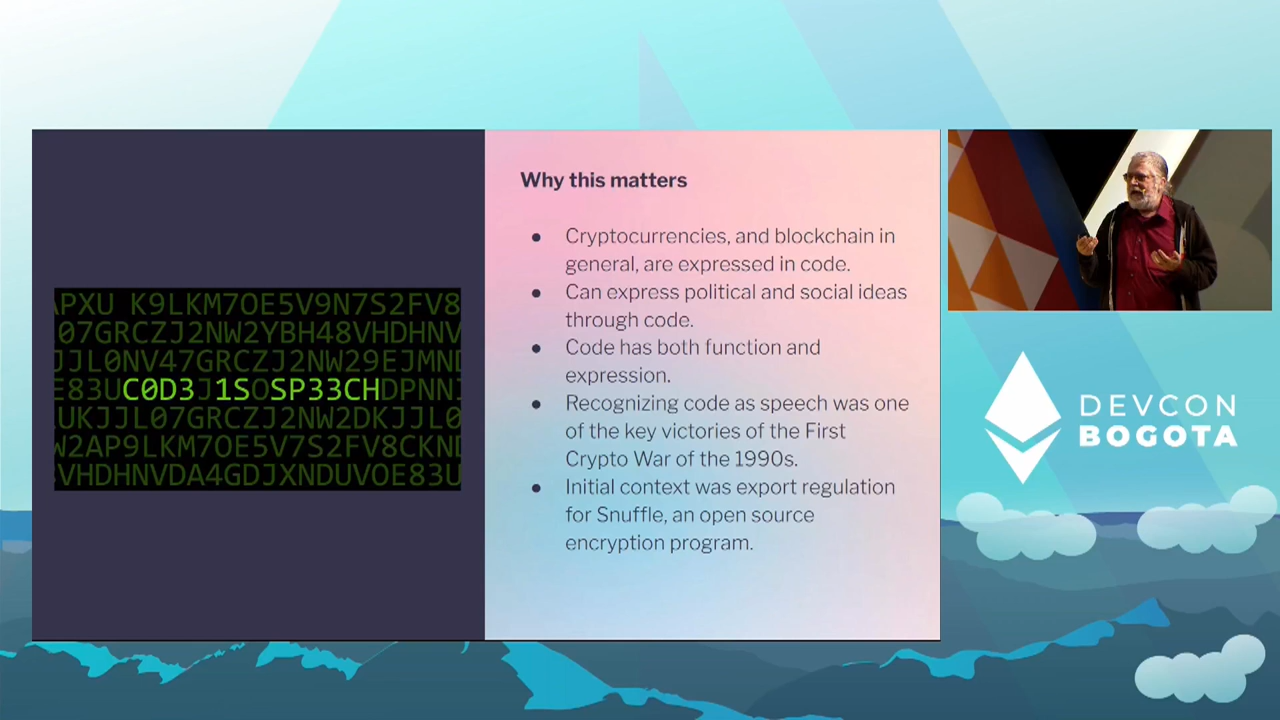 APXU K9LKM7OE5V9N7S2FV8
07GRCZJ2NW2YBH48VHDHNV
JJL0NV47GRCZJ2NW29EJMND
E83UC0D3J1SOSP33CHDPNNJ
UKJJL07GRCZJ2NW2DKJJL0
W2AP9LKM7OE5V7S2FV8CKND
VHDHNVDA4GDJXNDUVOE83U
Why this matters
● Cryptocurrencies, and blockchain in
general, are expressed in code.
● Can express political and social ideas
through code.
● Code has both function and
expression.
● Recognizing code as speech was one
of the key victories of the First
Crypto War of the 1990s.
● Initial context was export regulation
for Snuffle, an open source
encryption program.
DEVCON
BOGOTA